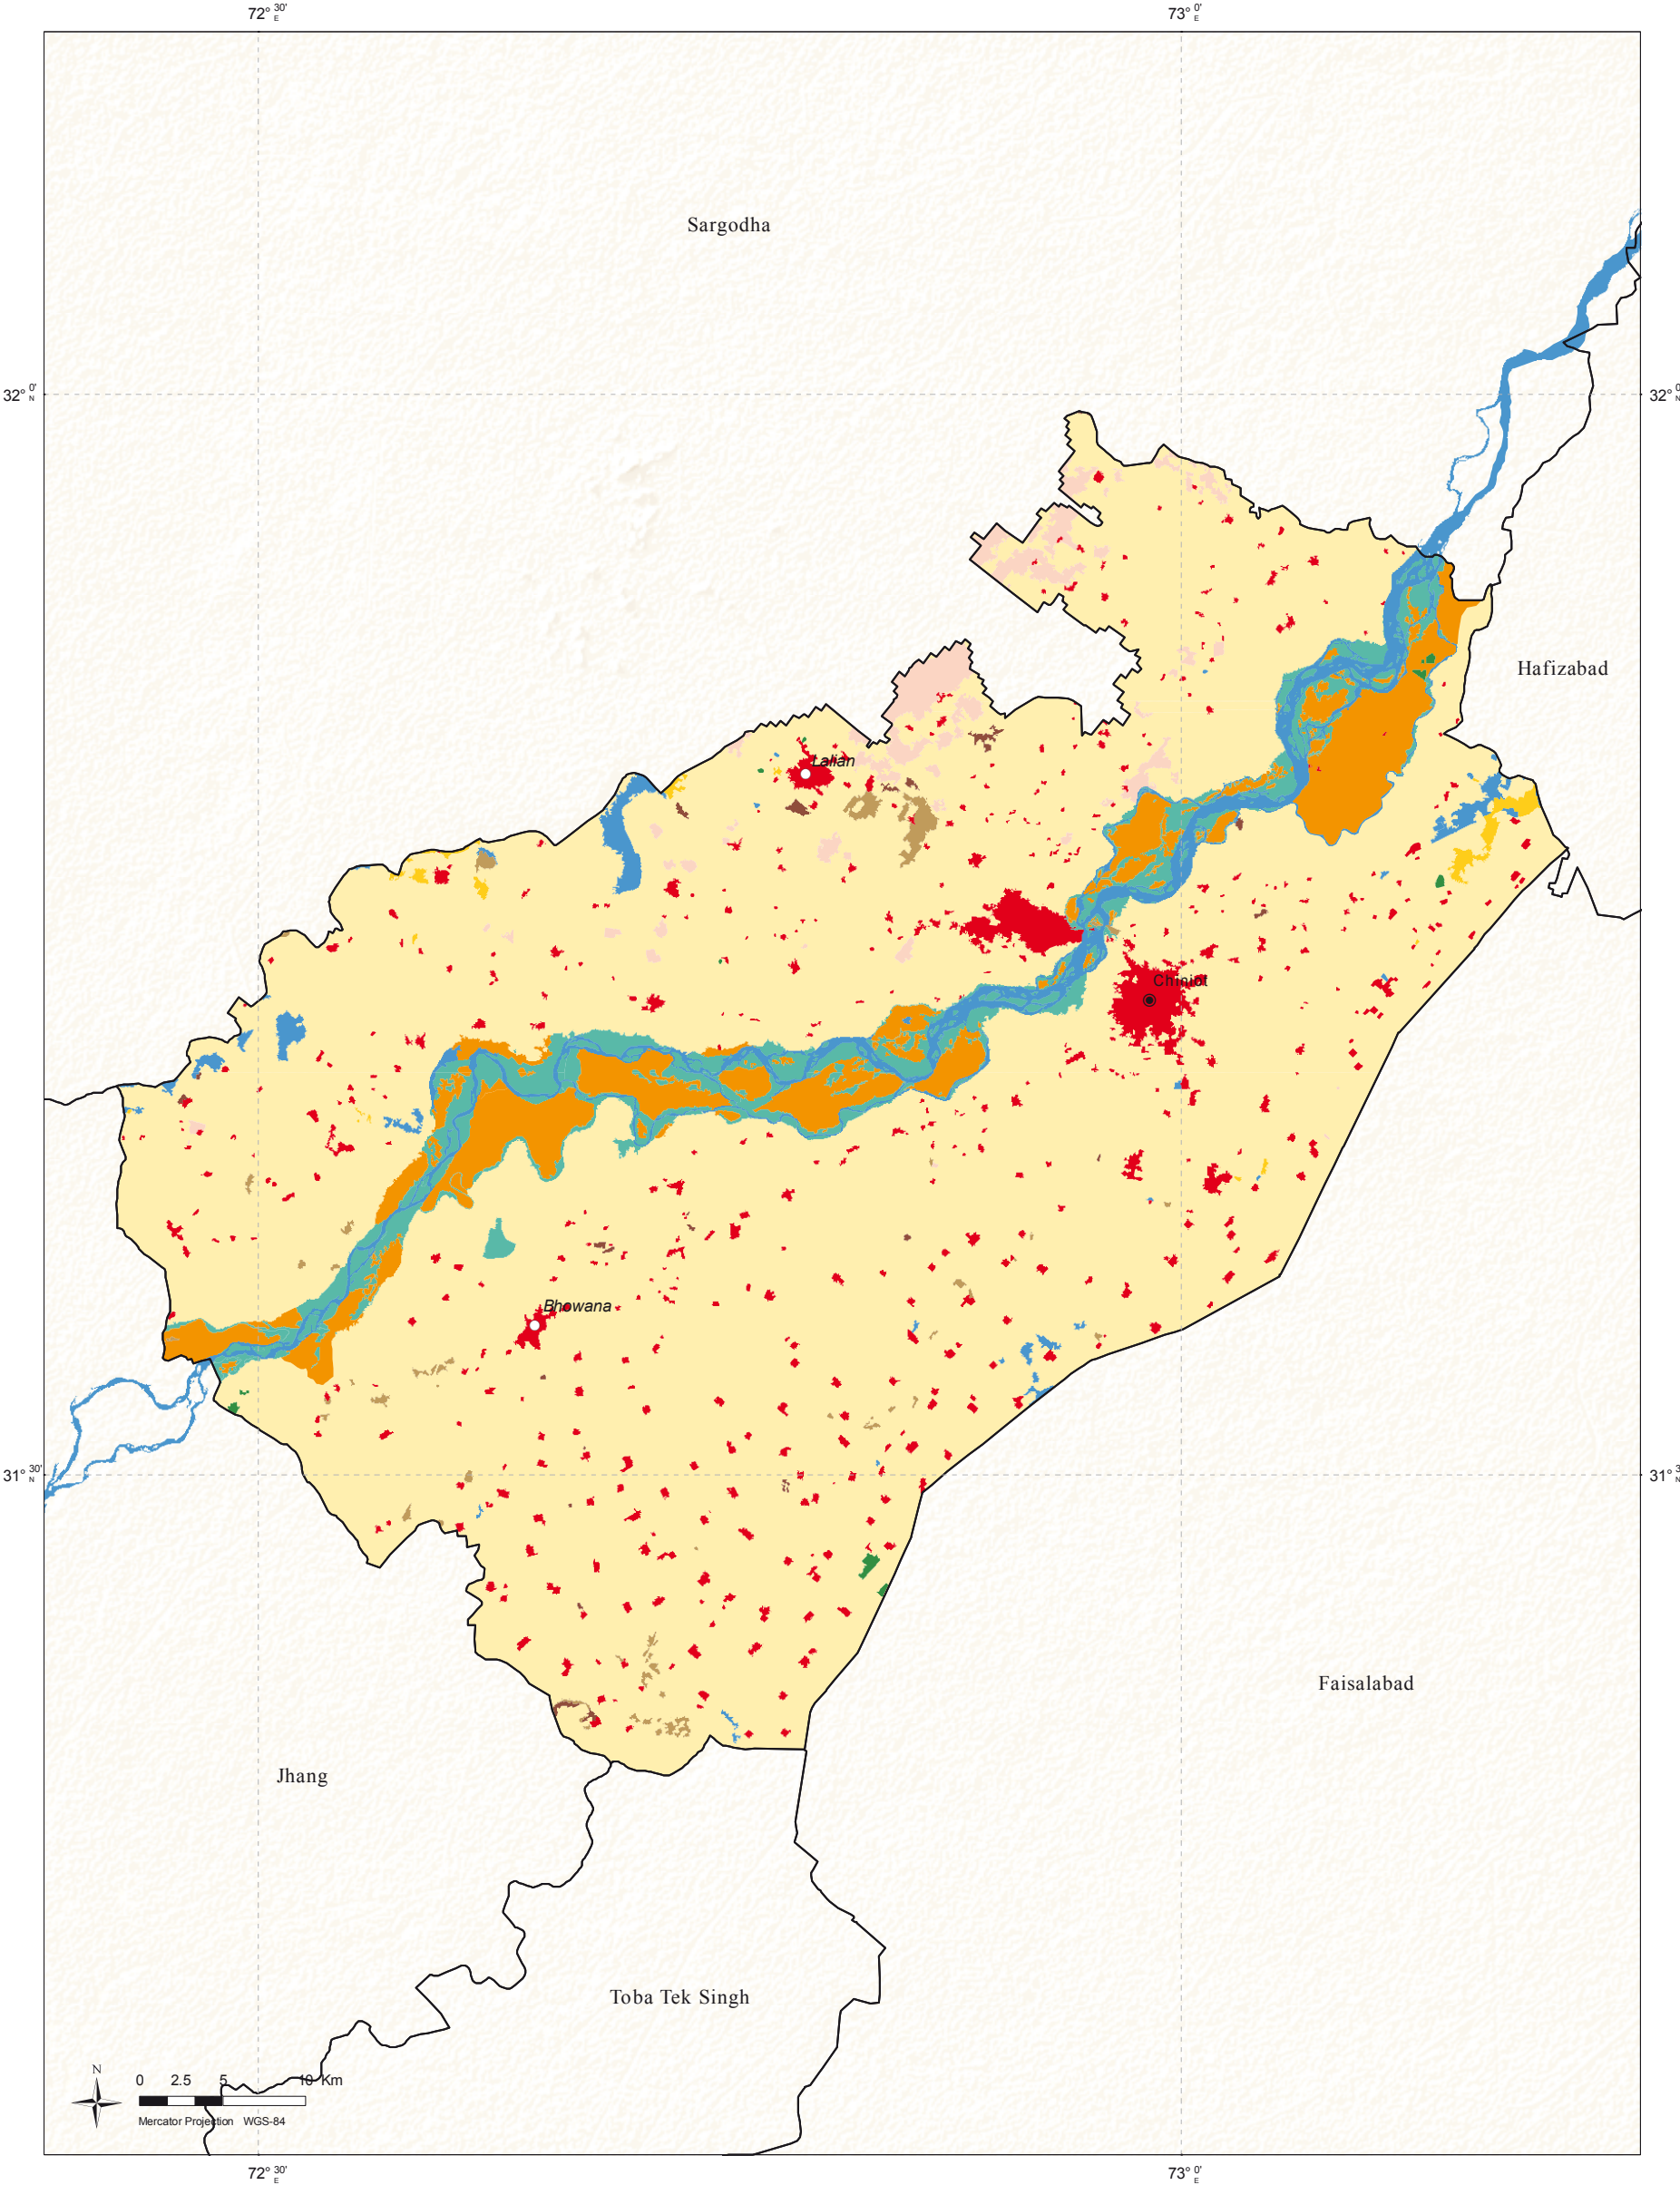 72° 30' E
73° 0' E
Sargodha
32° 0' N
32° 0' N
Hafizabad
Lalian
Chiniot
Bhowana
31° 30' N
31° 3 N
Faisalabad
Jhang
Toba Tek Singh
N
0 2.5 5 10 Km
Mercator Projection WGS-84
72° 30' E
73° 0' E